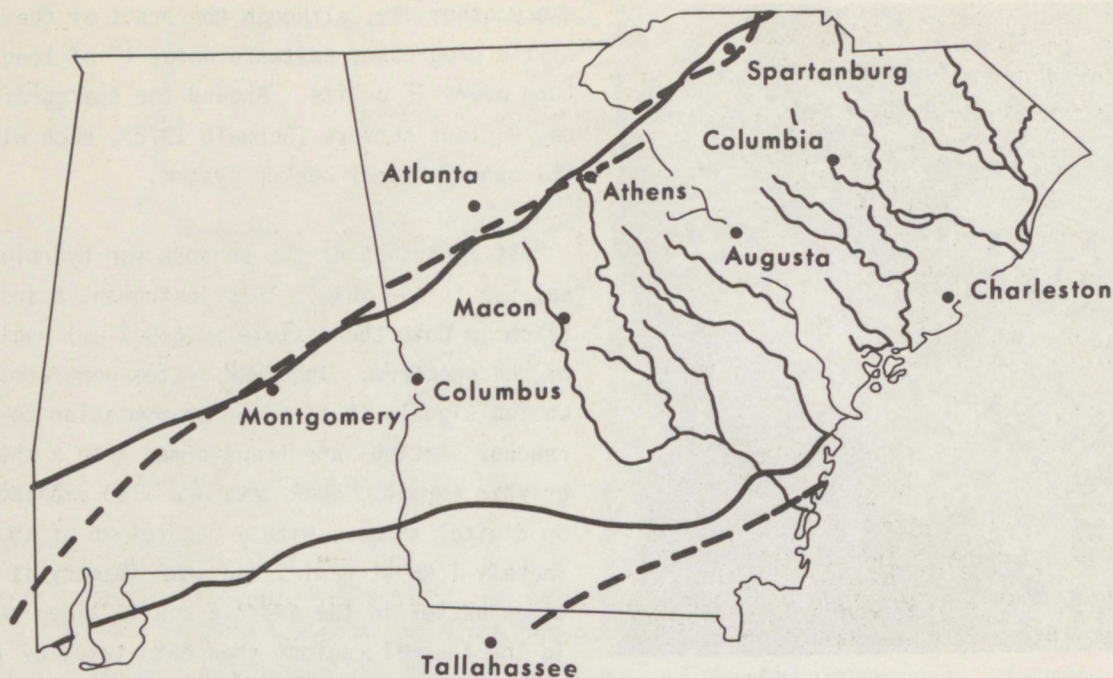 Spartanburg
Columbia
Atlanta
Athens
Augusta
Charleston
Macon
Columbus
Montgomery
Tallahassee